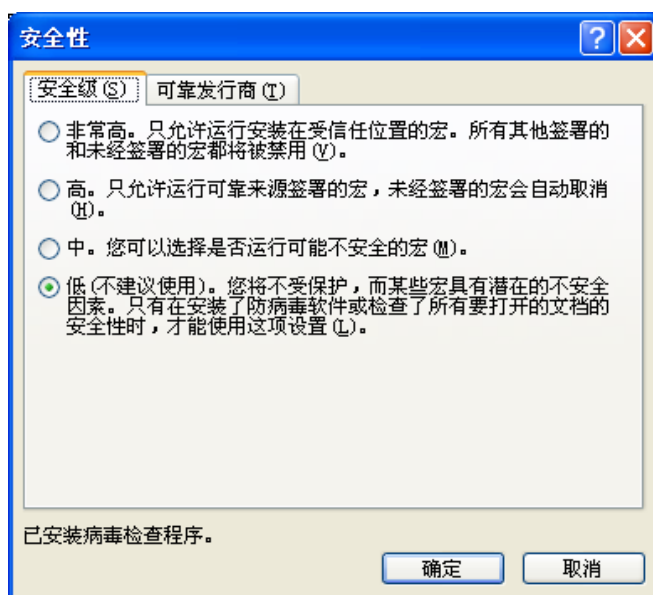 安全性
安全级(S) 可靠发行商(T)
非常高。只允许运行安装在受信任位置的宏。所有其他签署的
和未经签署的宏都将被禁用(V)。
高。只允许运行可靠来源签署的宏，未经签署的宏会自动取消
(H)。
中。您可以选择是否运行可能不安全的宏(M)。
低(不建议使用)。您将不受保护，而某些宏具有潜在的不安全
因素。只有在安装了防病毒软件或检查了所有要打开的文档的
安全性时，才能使用这项设置(L)。
已安装病毒检查程序。
确定 取消